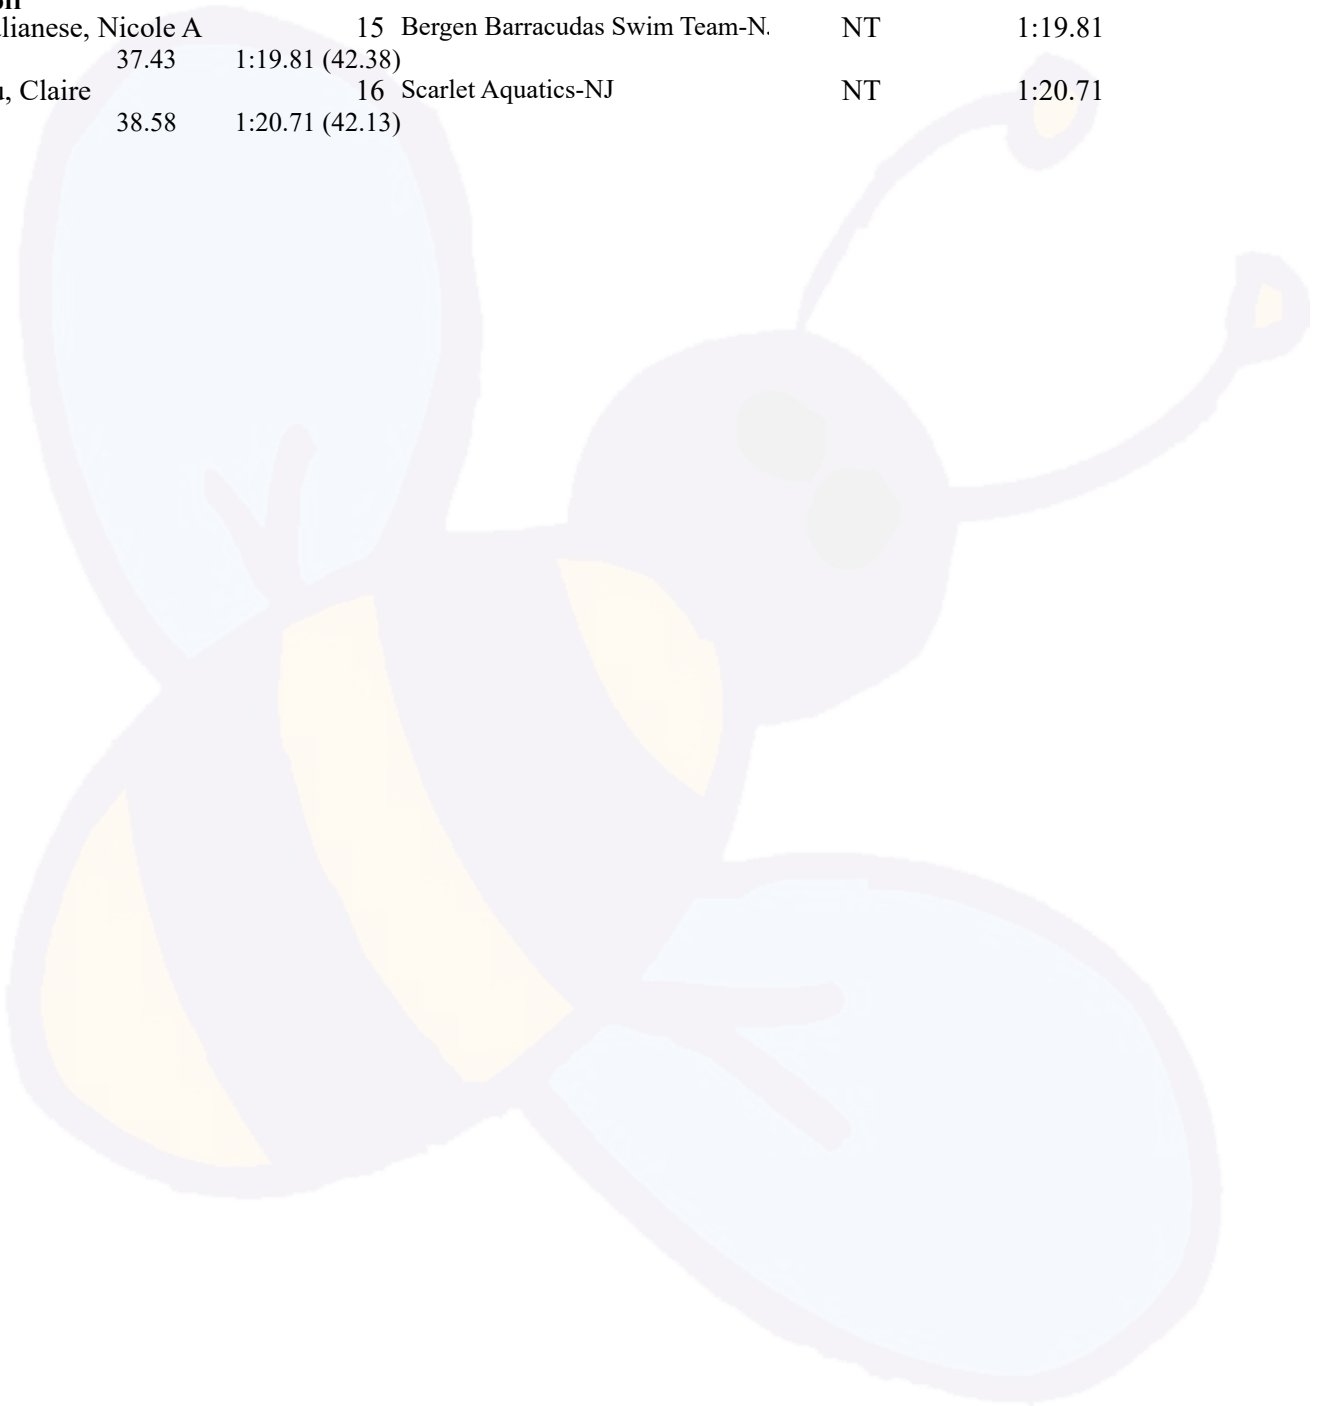 lianese, Nicole A 15 Bergen Barracudas Swim Team-N. NT 1:19.81
37.43 1:19.81 (42.38)
, Claire 16 Scarlet Aquatics-NJ NT 1:20.71
38.58 1:20.71 (42.13)